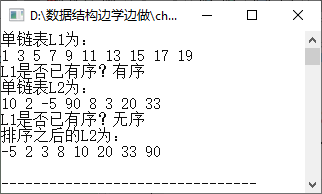 D:\数据结构边学边做\ch...
单链表L1为:
1 3 5 7 9 11 13 15 17 19
L1是否已有序? 有序
单链表L2为:
10 2 -5 90 8 3 20 33
L1是否已有序? 无序
排序之后的L2为:
-5 2 3 8 10 20 33 90
--------------------------------